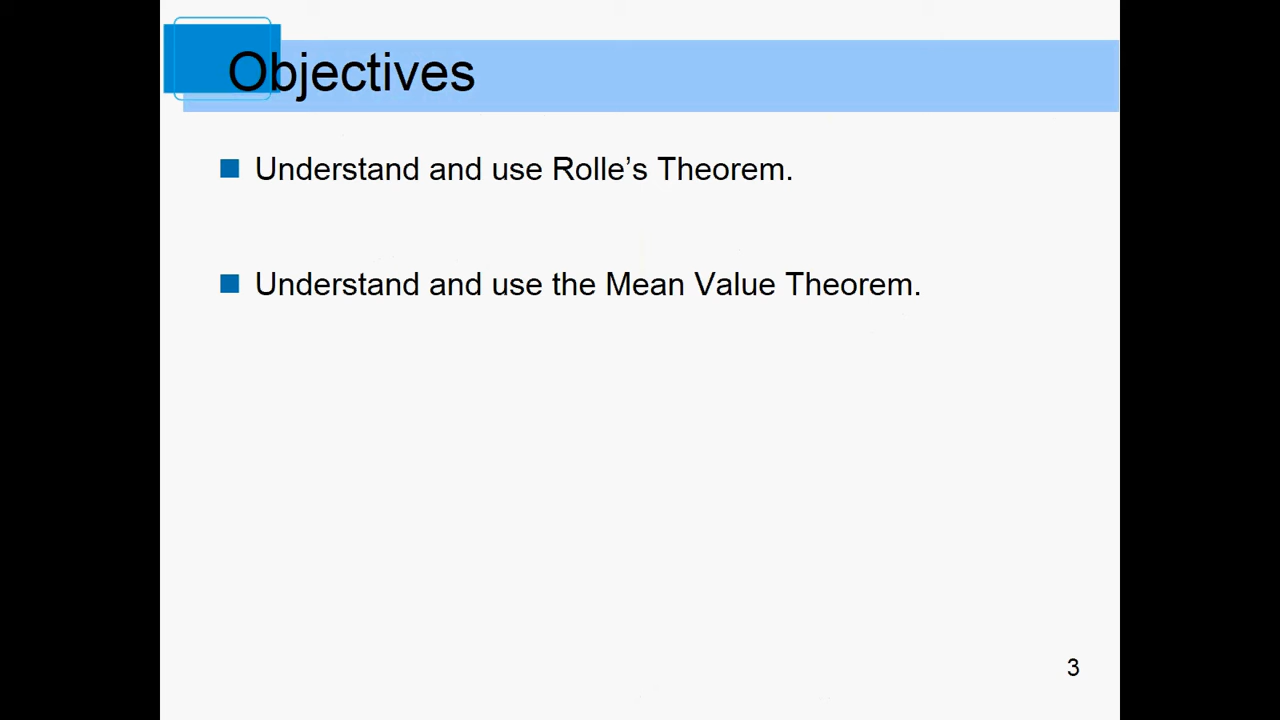 Objectives
Understand and use Rolle’s Theorem.
Understand and use the Mean Value Theorem.
3